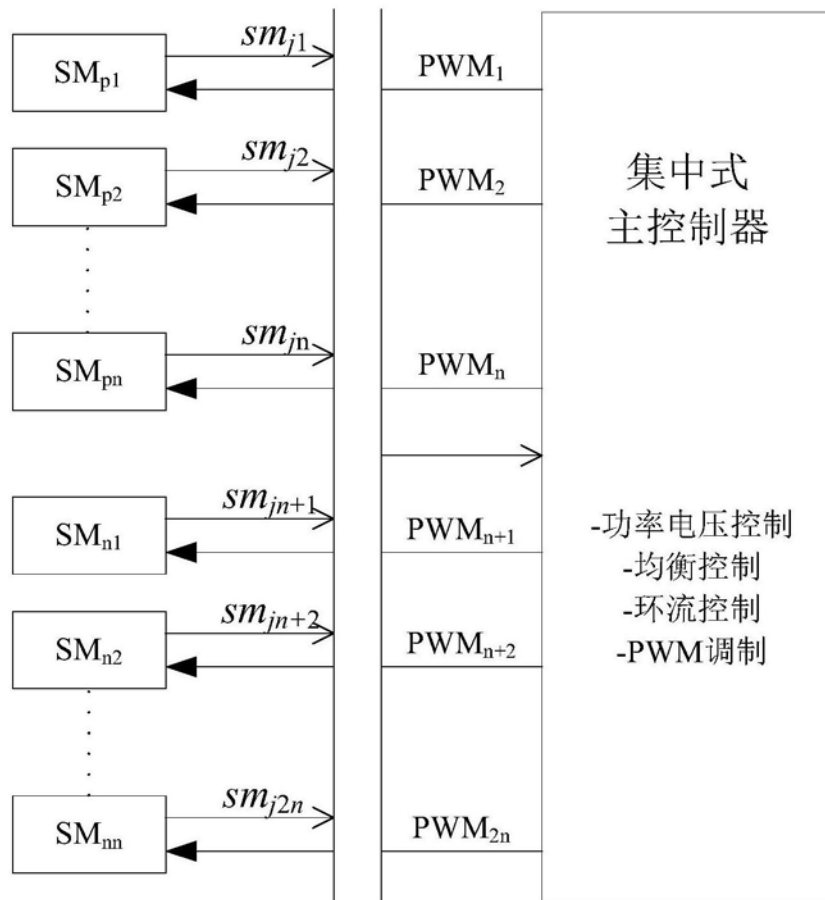 SMp1
smj1
PWM1
SMp2
smj2
PWM2
集中式
主控制器
SMpn
smjn
PWMn
SMn1
smjn+1
PWMn+1
-功率电压控制
-均衡控制
-环流控制
-PWM调制
SMn2
smjn+2
PWMn+2
SMnn
smj2n
PWM2n